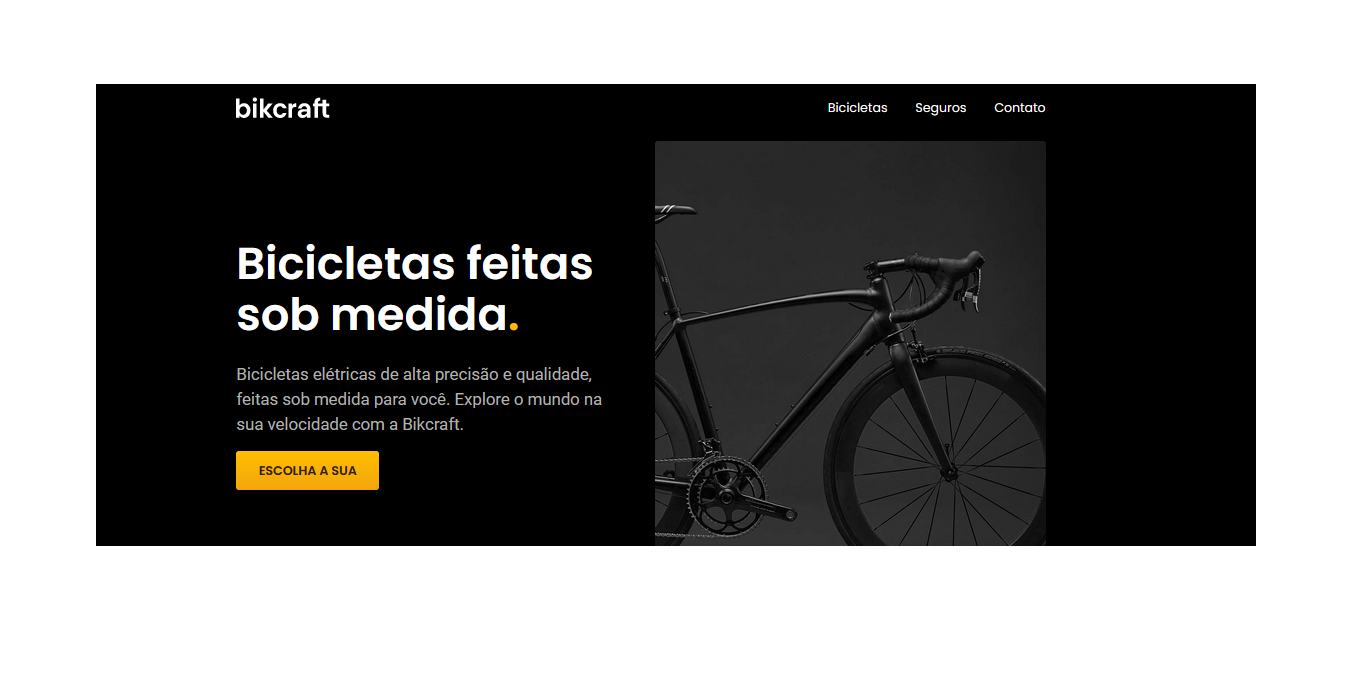 bikcraft
Bicicletas Seguros Contato
Bicicletas feitas
sob medida.
Bicicletas elétricas de alta precisão e qualidade,
feitas sob medida para você. Explore o mundo na
sua velocidade com a Bikcraft.
ESCOLHA A SUA